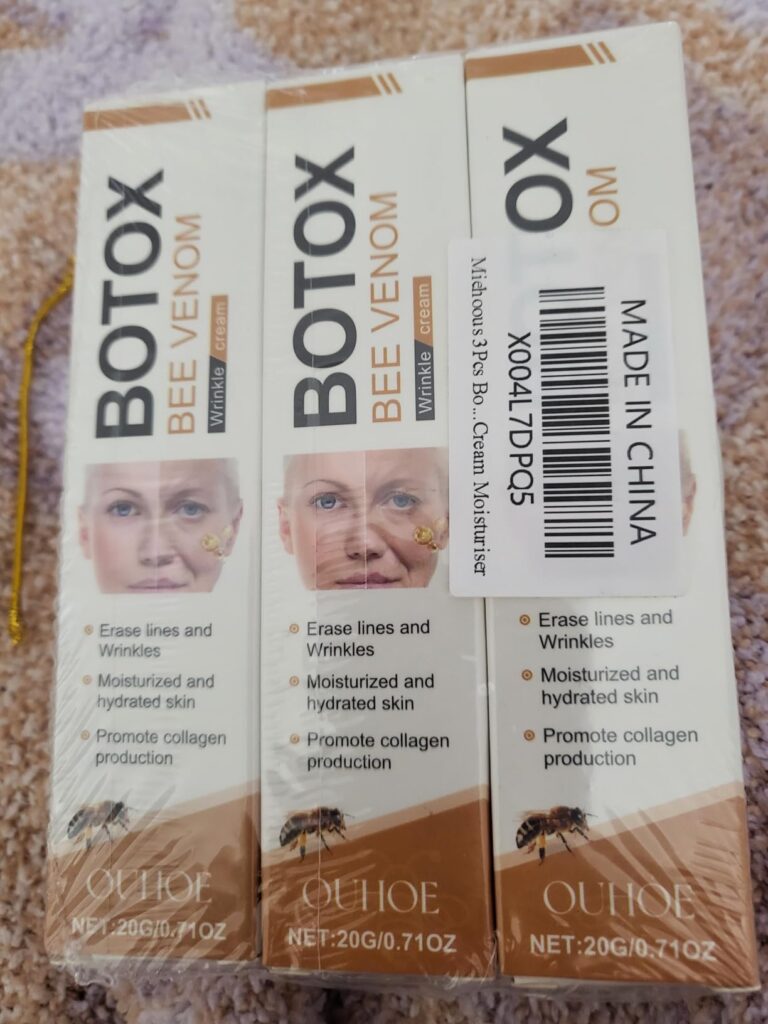 BOTOX
BEE VENOM
Wrinkle cream
Erase lines and
Wrinkles
Moisturized and
hydrated skin
Promote collagen
production
OUHOE
NET:20G/0.71OZ
BOTOX
BEE VENOM
Wrinkle cream
Erase lines and
Wrinkles
Moisturized and
hydrated skin
Promote collagen
production
OUHOE
NET:20G/0.71OZ
OX
OM
MADE IN CHINA
X004L7DPQ5
Miehoous 3Pcs Bo...Cream Moisturiser
Erase lines and
Wrinkles
Moisturized and
hydrated skin
Promote collagen
production
OUHOE
NET:20G/0.71OZ